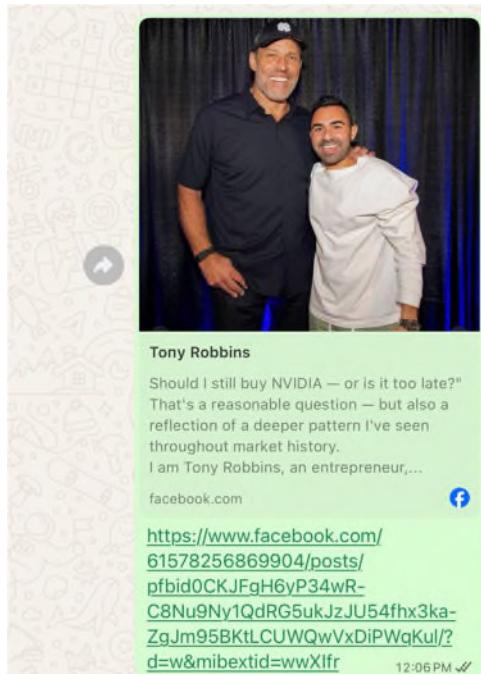 Tony Robbins
Should I still buy NVIDIA — or is it too late?"
That's a reasonable question — but also a
reflection of a deeper pattern I've seen
throughout market history.
I am Tony Robbins, an entrepreneur,...
facebook.com
https://www.facebook.com/
61578256869904/posts/
pfbid0CKJFgH6yP34wR-
C8Nu9Ny1QdRG5ukJzJU54fhx3ka-
ZgJm95BKtLCUWQwVxDiPWqKul/?
d=w&mibextid=wwXIfr
12:06 PM